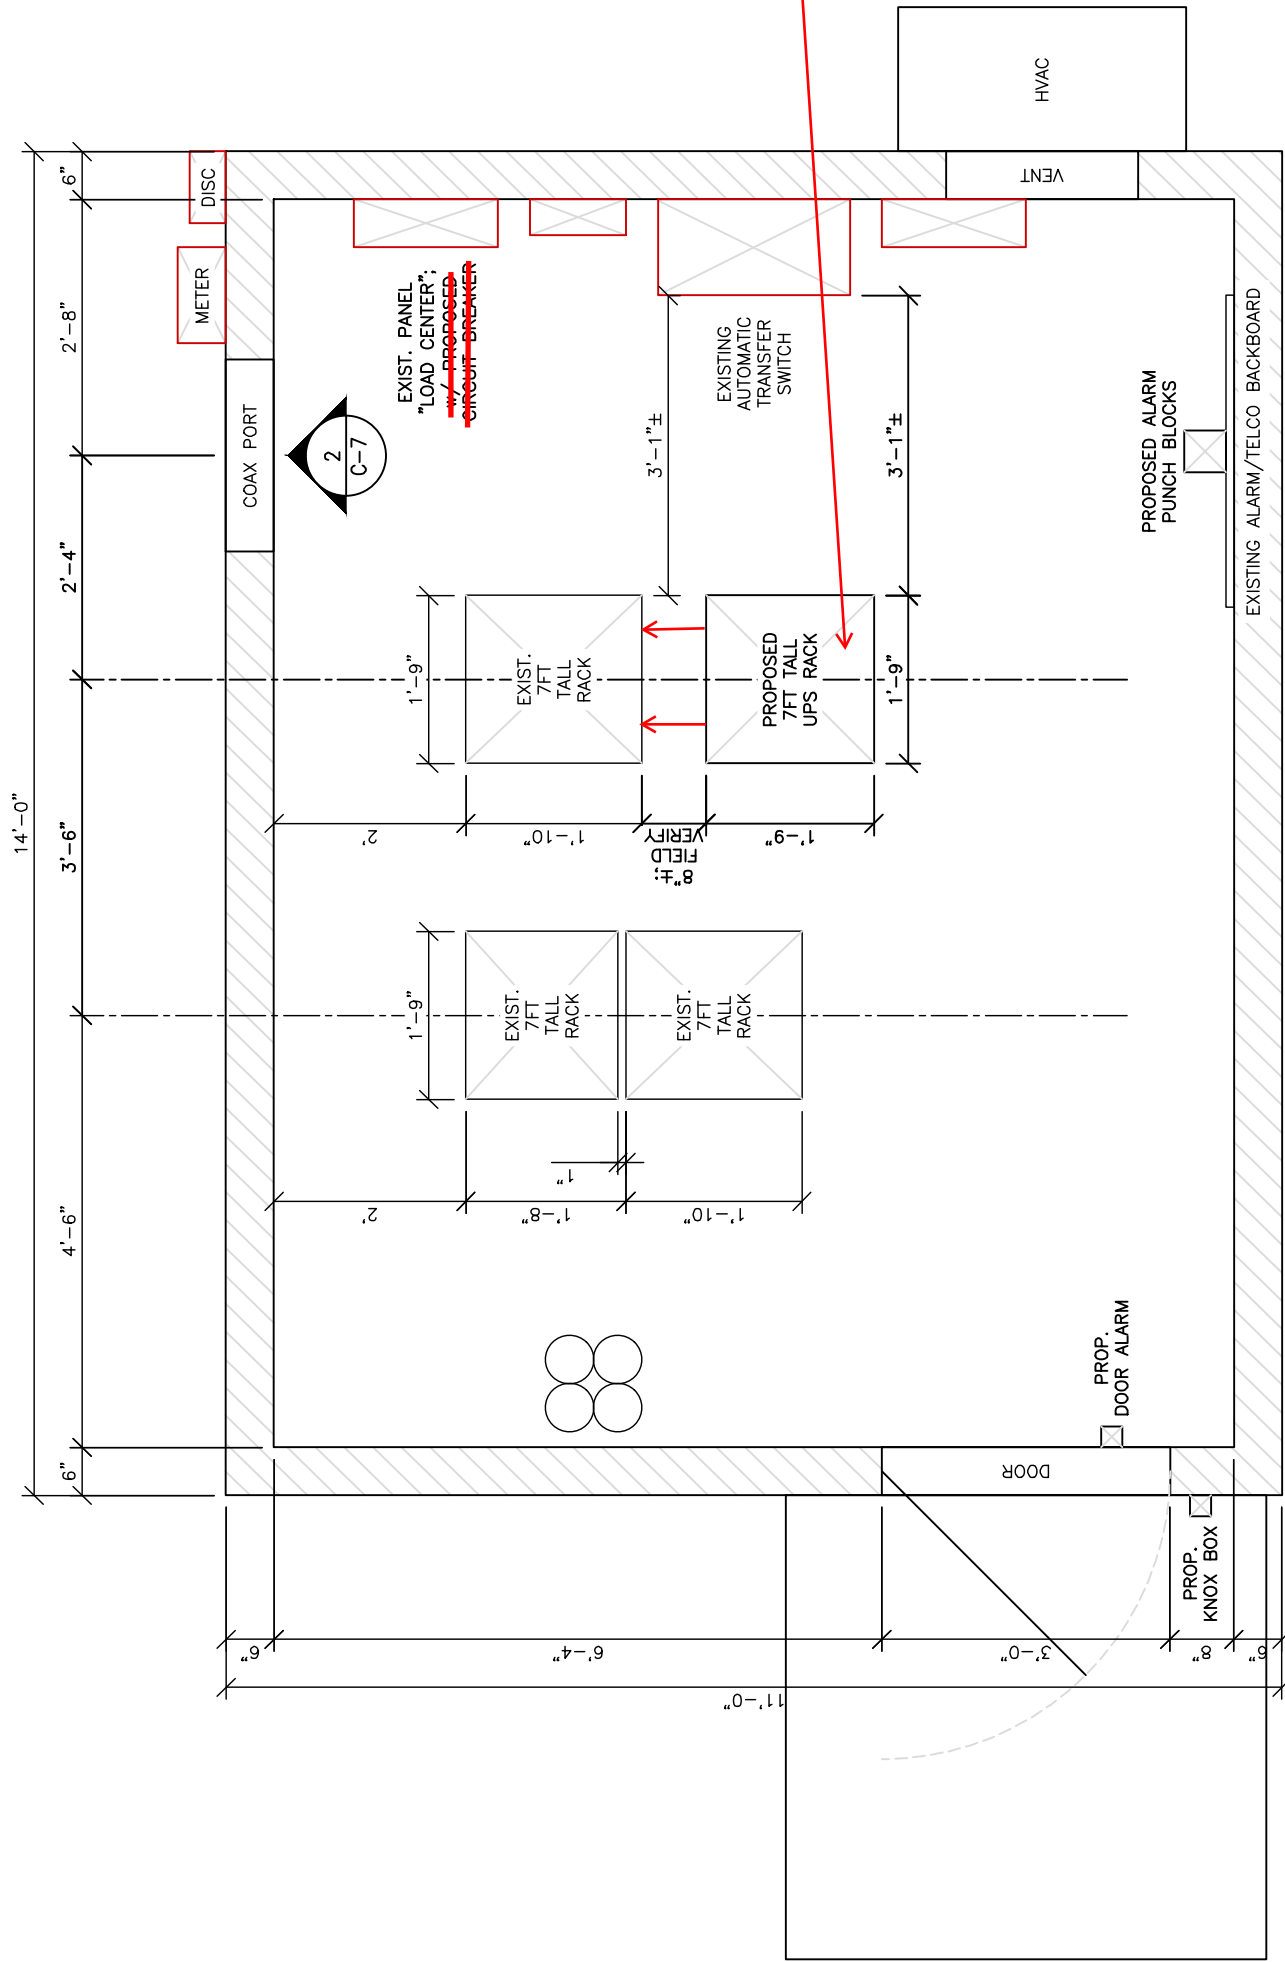 HVAC
VENT
DISC
METER
COAX PORT
2
C-7
EXIST. PANEL
"LOAD CENTER";
W/ PROPOSED
CIRCUIT BREAKER
EXISTING
AUTOMATIC
TRANSFER
SWITCH
PROPOSED ALARM
PUNCH BLOCKS
EXISTING ALARM/TELCO BACKBOARD
EXIST.
7FT
TALL
RACK
PROPOSED
7FT TALL
UPS RACK
EXIST.
7FT
TALL
RACK
EXIST.
7FT
TALL
RACK
PROP.
DOOR ALARM
DOOR
PROP.
KNOX BOX
14'-0"
6"
2'-8"
2'-4"
3'-6"
4'-6"
6"
3'-1"±
3'-1"±
1'-9"
1'-9"
1'-9"
2'
1'-10"
8"±;
FIELD
VERIFY
1'-9"
2'
1'-8"
1"
1'-10"
6"
6'-4"
3'-0"
8"
6"
11'-0"